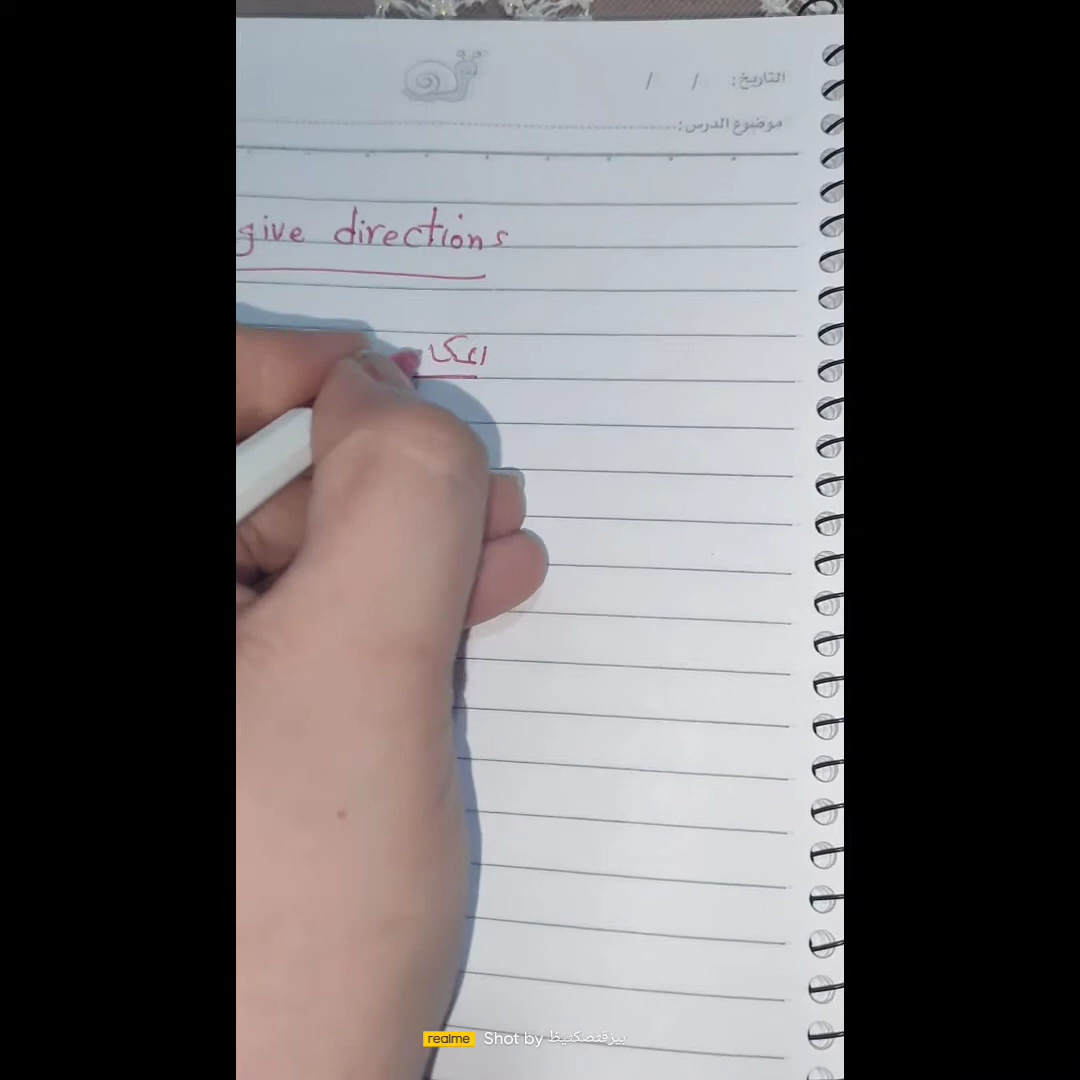 التاريخ: / /
موضوع الدرس:
give directions
realme Shot by